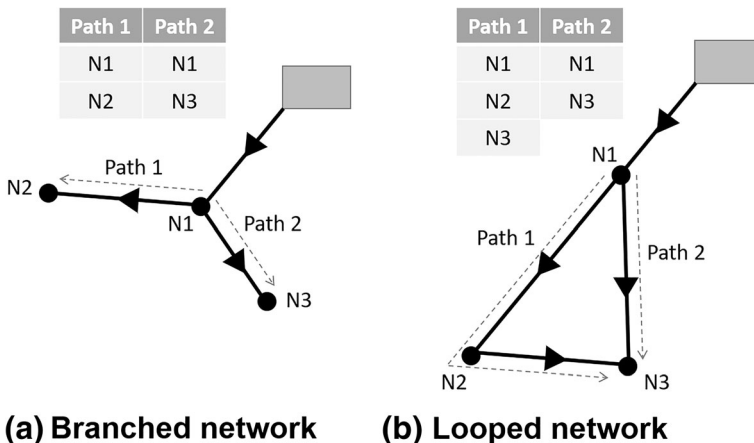 Path 1 Path 2
N1 N1
N2 N3
Path 1
N2
N1
Path 2
N3
(a) Branched network
Path 1 Path 2
N1 N1
N2 N3
N3
N1
Path 1
Path 2
N2
N3
(b) Looped network